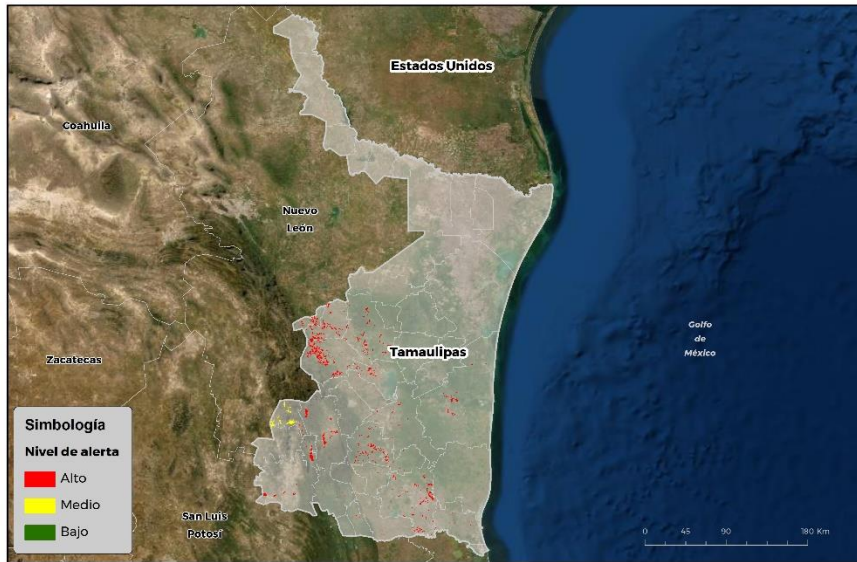 Estados Unidos
Coahuila
Nuevo
León
Golfo
de
México
Tamaulipas
Zacatecas
Simbología
Nivel de alerta
Alto
Medio
Bajo
San Luis
Potosí
0 45 90 180 Km